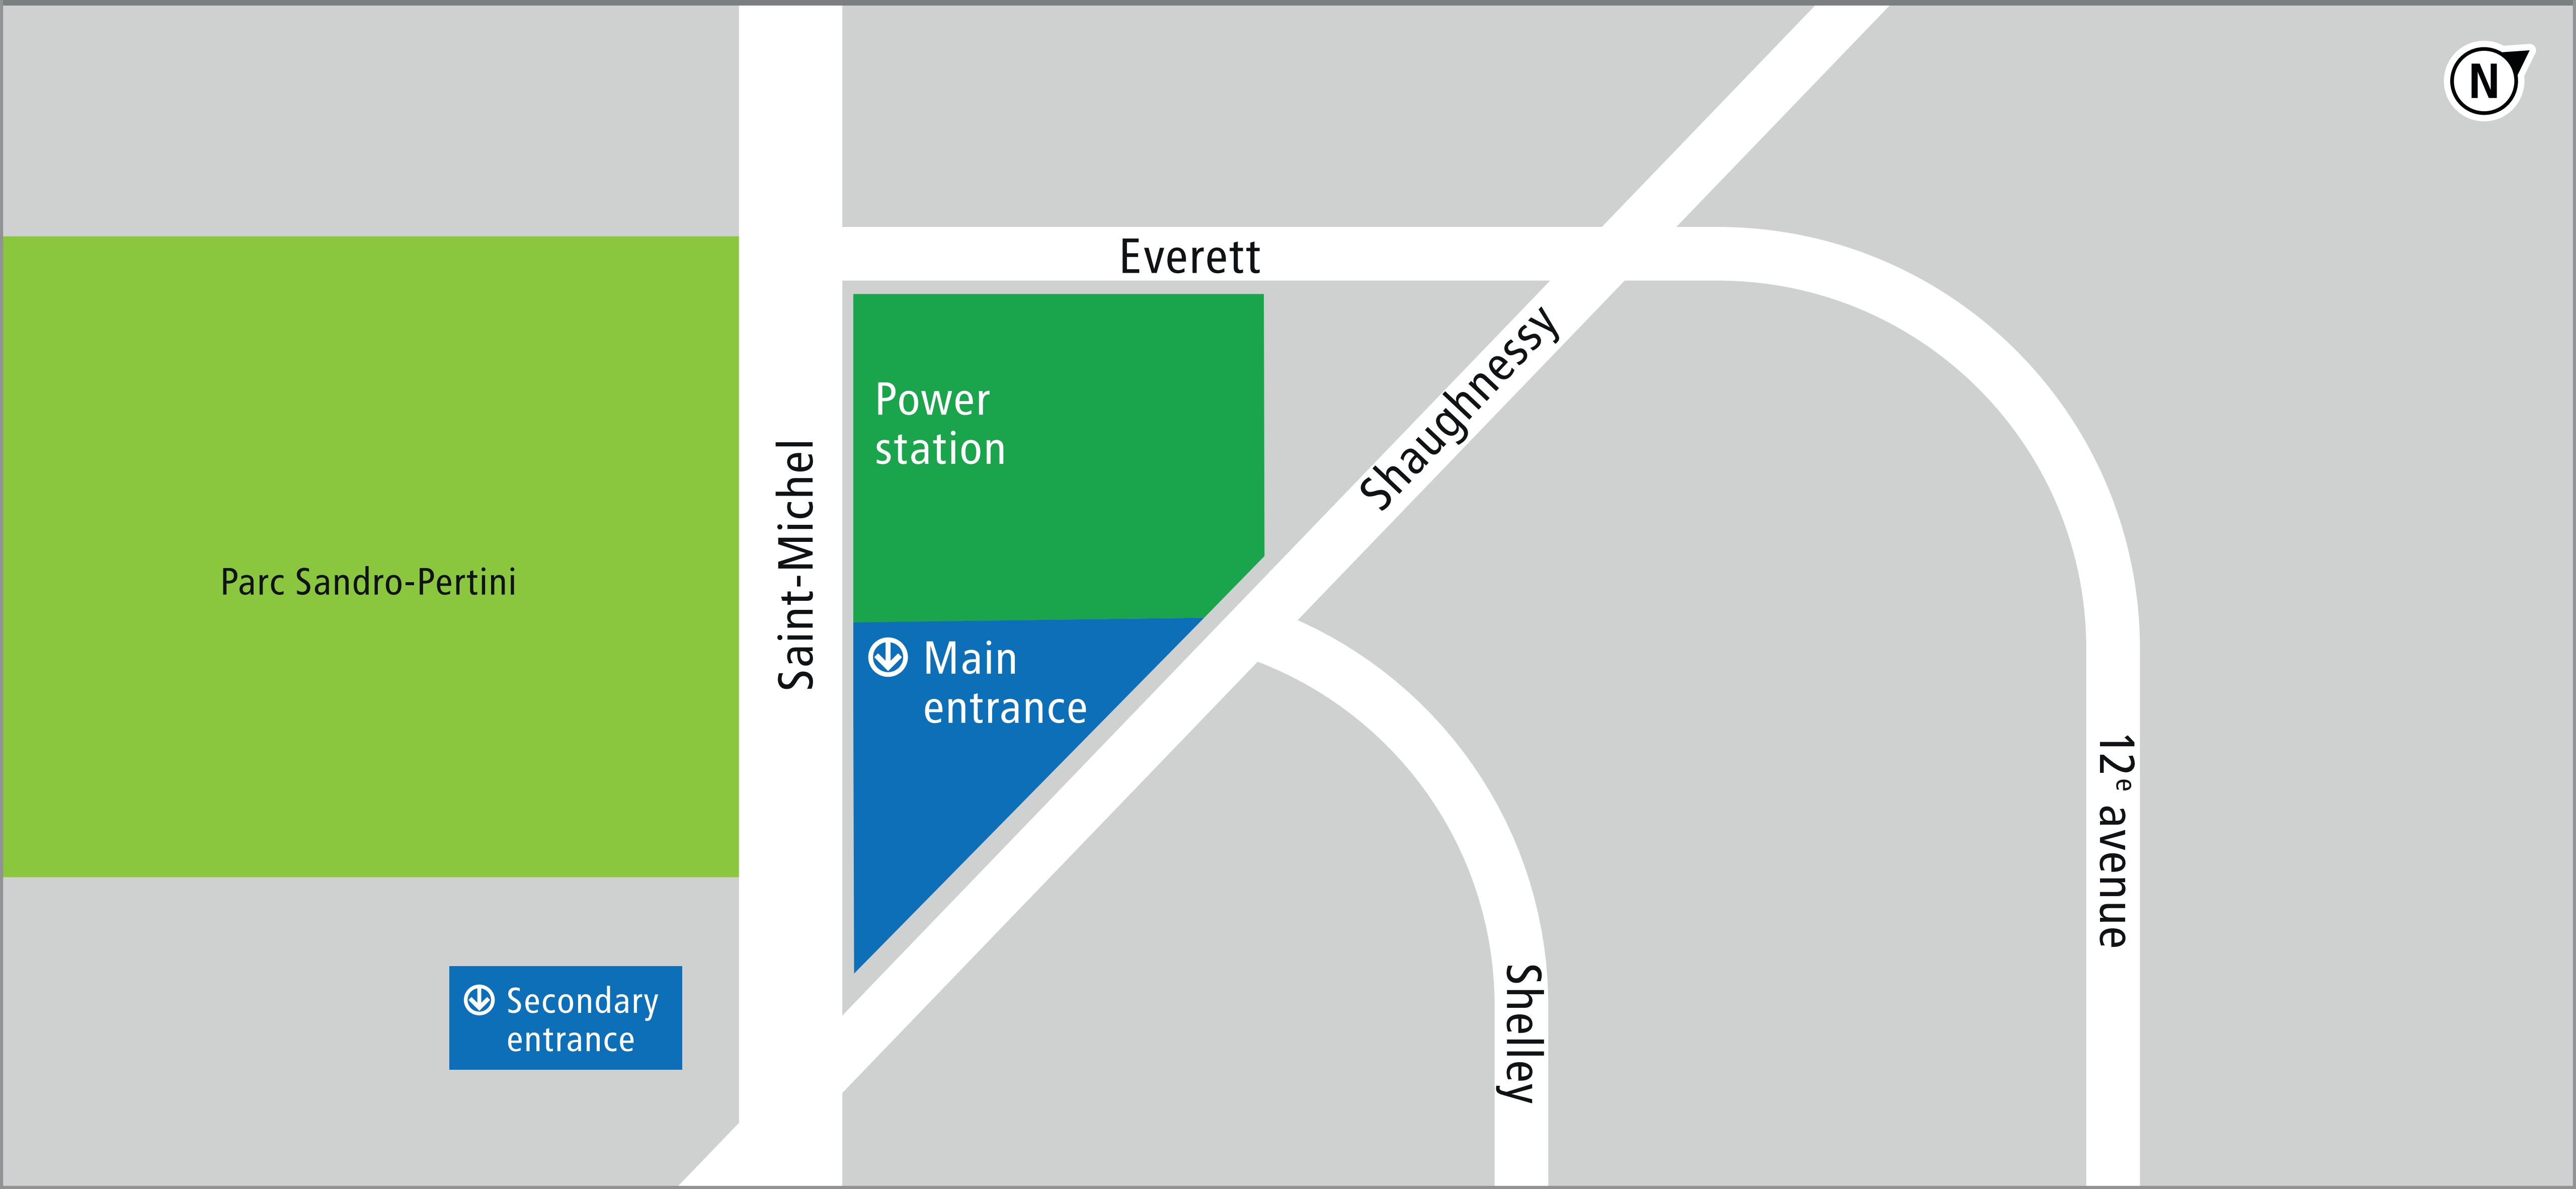 N
Everett
Shaughnessy
Power
station
Saint-Michel
Parc Sandro-Pertini
Main
entrance
12e avenue
Secondary
entrance
Shelley